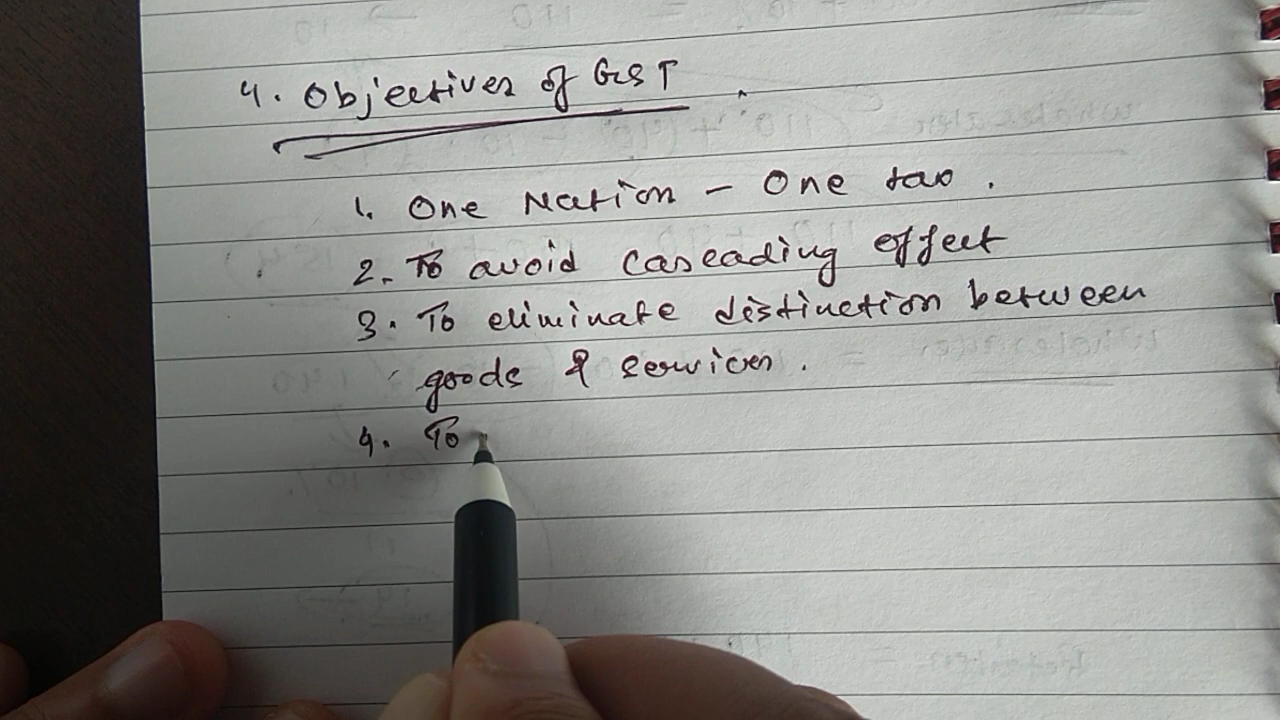 4. Objectives of GST
1. One Nation - One tax.
2. To avoid cascading effect
3. To eliminate distinction between
goods & services.
4. To